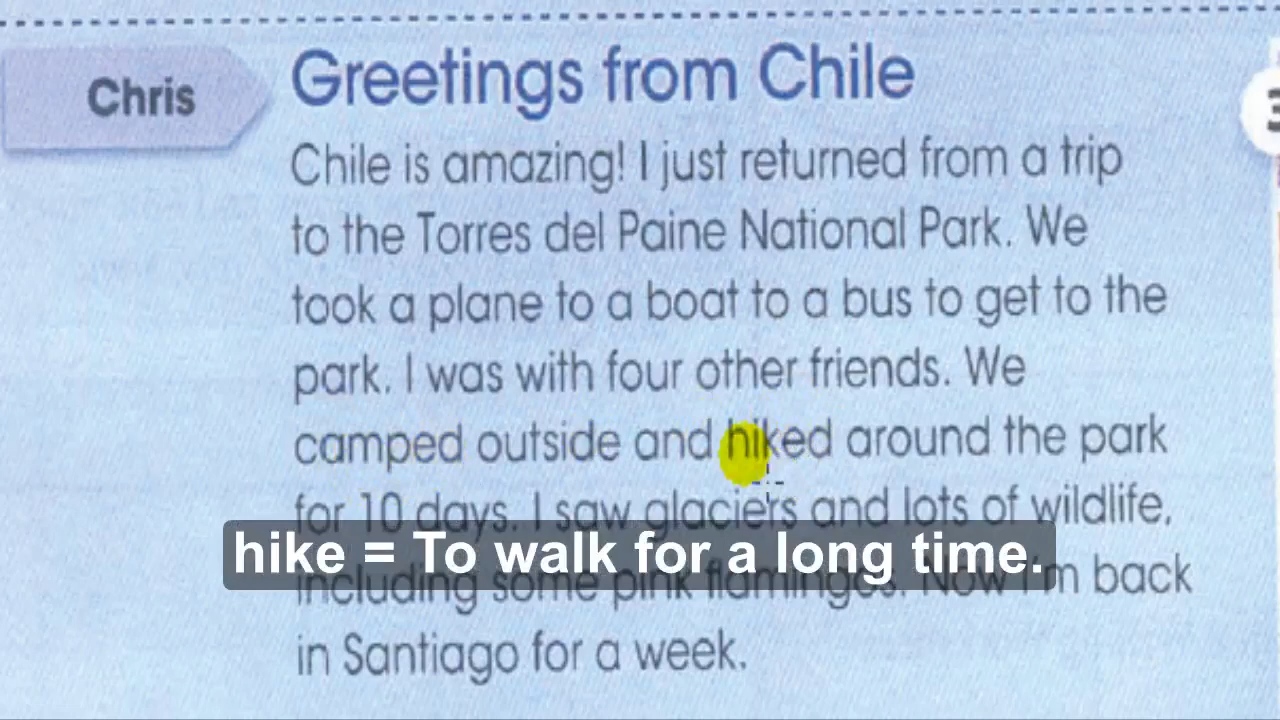 Chris
Greetings from Chile
3
Chile is amazing! I just returned from a trip
to the Torres del Paine National Park. We
took a plane to a boat to a bus to get to the
park. I was with four other friends. We
camped outside and hiked around the park
for 10 days. I saw glaciers and lots of wildlife,
hike = To walk for a long time.
including some pink flamingos. Now I'm back
in Santiago for a week.